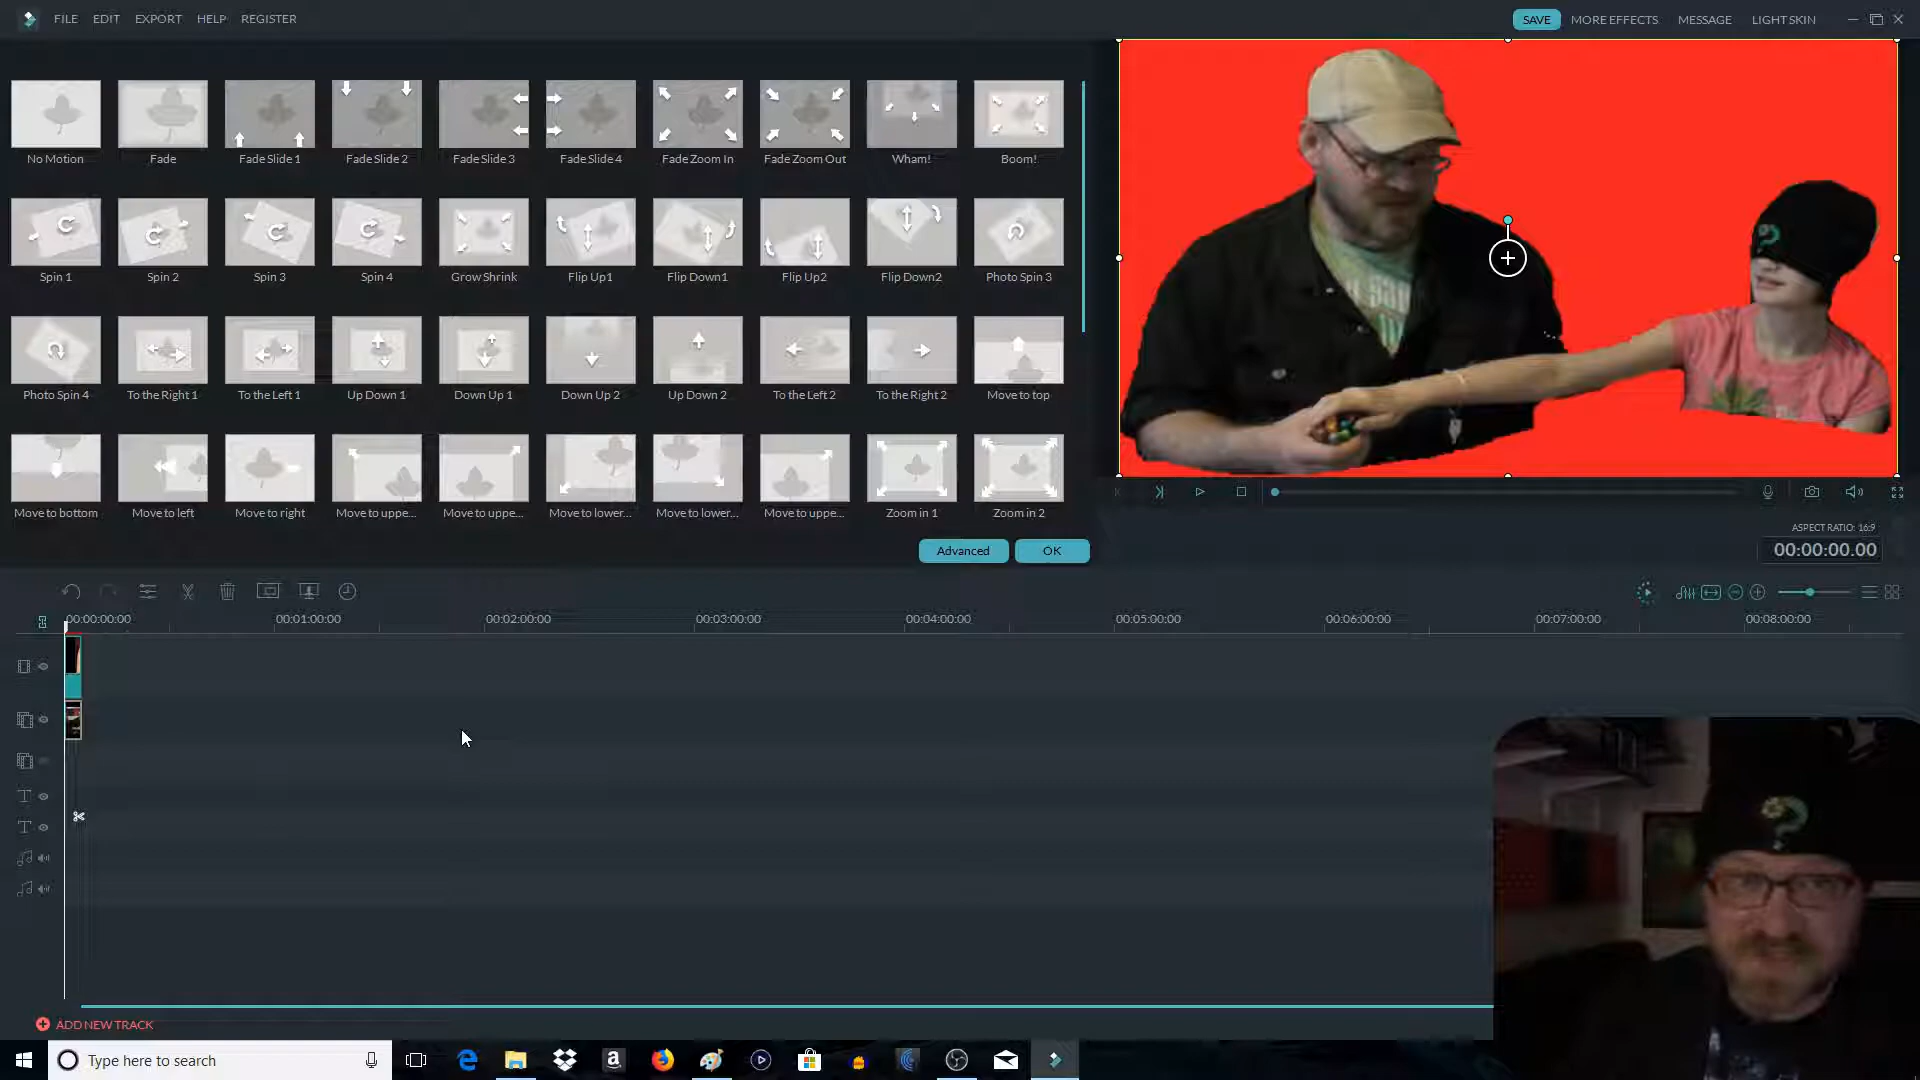 FILE EDIT EXPORT HELP REGISTER
SAVE MORE EFFECTS MESSAGE LIGHT SKIN
No Motion Fade Fade Slide 1 Fade Slide 2 Fade Slide 3 Fade Slide 4 Fade Zoom In Fade Zoom Out Wham! Boom!
Spin 1 Spin 2 Spin 3 Spin 4 Grow Shrink Flip Up1 Flip Down1 Flip Up2 Flip Down2 Photo Spin 3
Photo Spin 4 To the Right 1 To the Left 1 Up Down 1 Down Up 1 Down Up 2 Up Down 2 To the Left 2 To the Right 2 Move to top
Move to bottom Move to left Move to right Move to uppe... Move to uppe... Move to lower... Move to lower... Move to uppe... Zoom in 1 Zoom in 2
ASPECT RATIO: 16:9
00:00:00.00
Advanced OK
00:00:00:00 00:01:00:00 00:02:00:00 00:03:00:00 00:04:00:00 00:05:00:00 00:06:00:00 00:07:00:00 00:08:00:00
ADD NEW TRACK
Type here to search